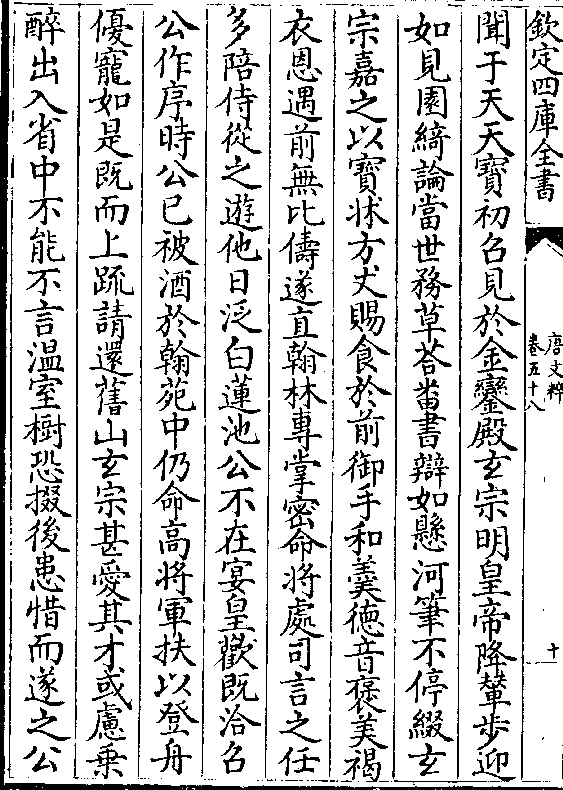 欽定四庫全書
唐文粹
卷五十八
十
聞于天天寶初召見於金鑾殿玄宗明皇帝降輦步迎
如見園綺論當世務草荅蕃書辯如懸河筆不停綴玄
宗嘉之以寶牀方丈賜食於前御手和羮徳音襃美褐
衣恩遇前無比儔遂直翰林專掌密命將處司言之任
多陪侍從之遊他日泛白蓮池公不在宴皇歡既洽召
公作序時公已被酒於翰苑中仍命高將軍扶以登舟
優寵如是既而上疏請還舊山玄宗甚愛其才或慮乗
醉出入省中不能不言溫室樹恐掇後患惜而遂之公